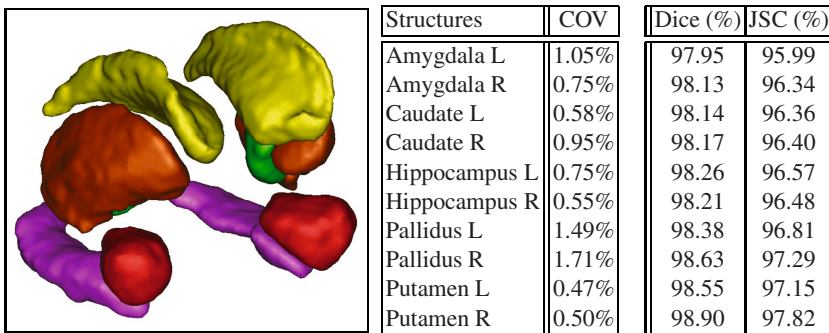 Structures COV Dice (%) JSC (%)
Amygdala L 1.05% 97.95 95.99
Amygdala R 0.75% 98.13 96.34
Caudate L 0.58% 98.14 96.36
Caudate R 0.95% 98.17 96.40
Hippocampus L 0.75% 98.26 96.57
Hippocampus R 0.55% 98.21 96.48
Pallidus L 1.49% 98.38 96.81
Pallidus R 1.71% 98.63 97.29
Putamen L 0.47% 98.55 97.15
Putamen R 0.50% 98.90 97.82